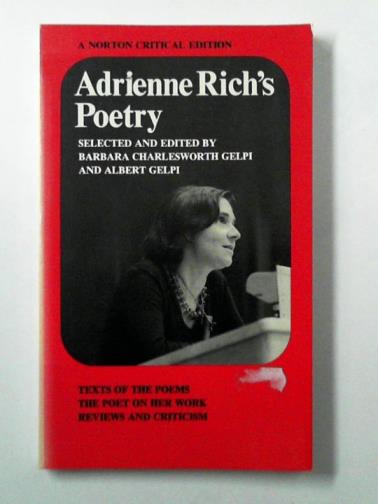 A NORTON CRITICAL EDITION
Adrienne Rich's
Poetry
SELECTED AND EDITED BY
BARBARA CHARLESWORTH GELPI
AND ALBERT GELPI
TEXTS OF THE POEMS
THE POET ON HER WORK
REVIEWS AND CRITICISM